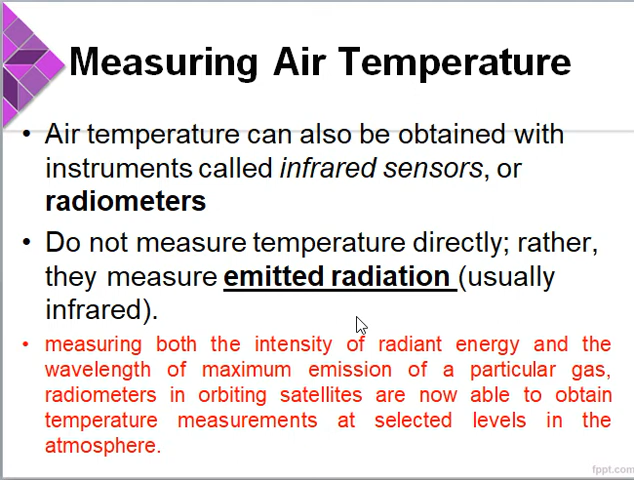 Measuring Air Temperature
• Air temperature can also be obtained with
instruments called infrared sensors, or
radiometers
• Do not measure temperature directly; rather,
they measure emitted radiation (usually
infrared).
• measuring both the intensity of radiant energy and the
wavelength of maximum emission of a particular gas,
radiometers in orbiting satellites are now able to obtain
temperature measurements at selected levels in the
atmosphere.
fppt.com